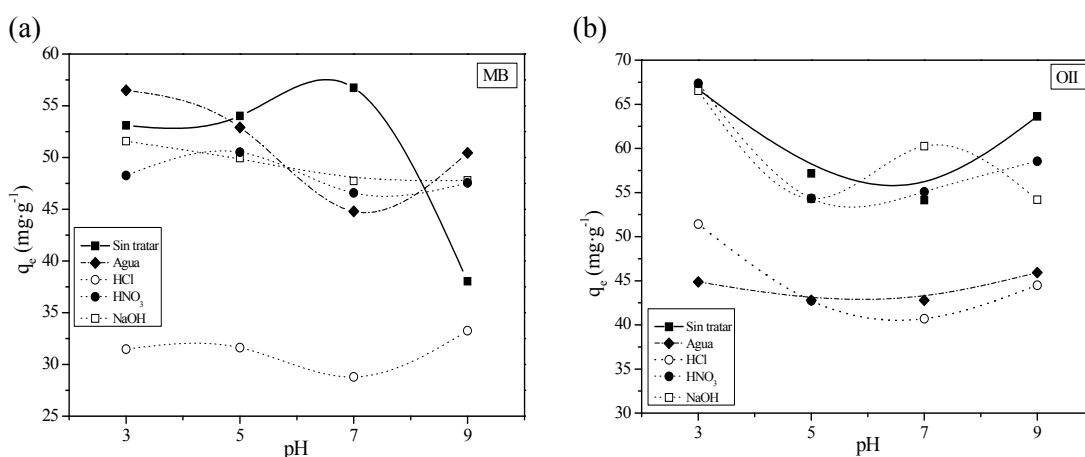 (a)
MB
60
55
50
45
40
35
30
25
qₑ (mg·g⁻¹)
Sin tratar
Agua
HCl
HNO₃
NaOH
3 5 7 9
pH
(b)
OII
70
65
60
55
50
45
40
35
30
qₑ (mg·g⁻¹)
Sin tratar
Agua
HCl
HNO₃
NaOH
3 5 7 9
pH